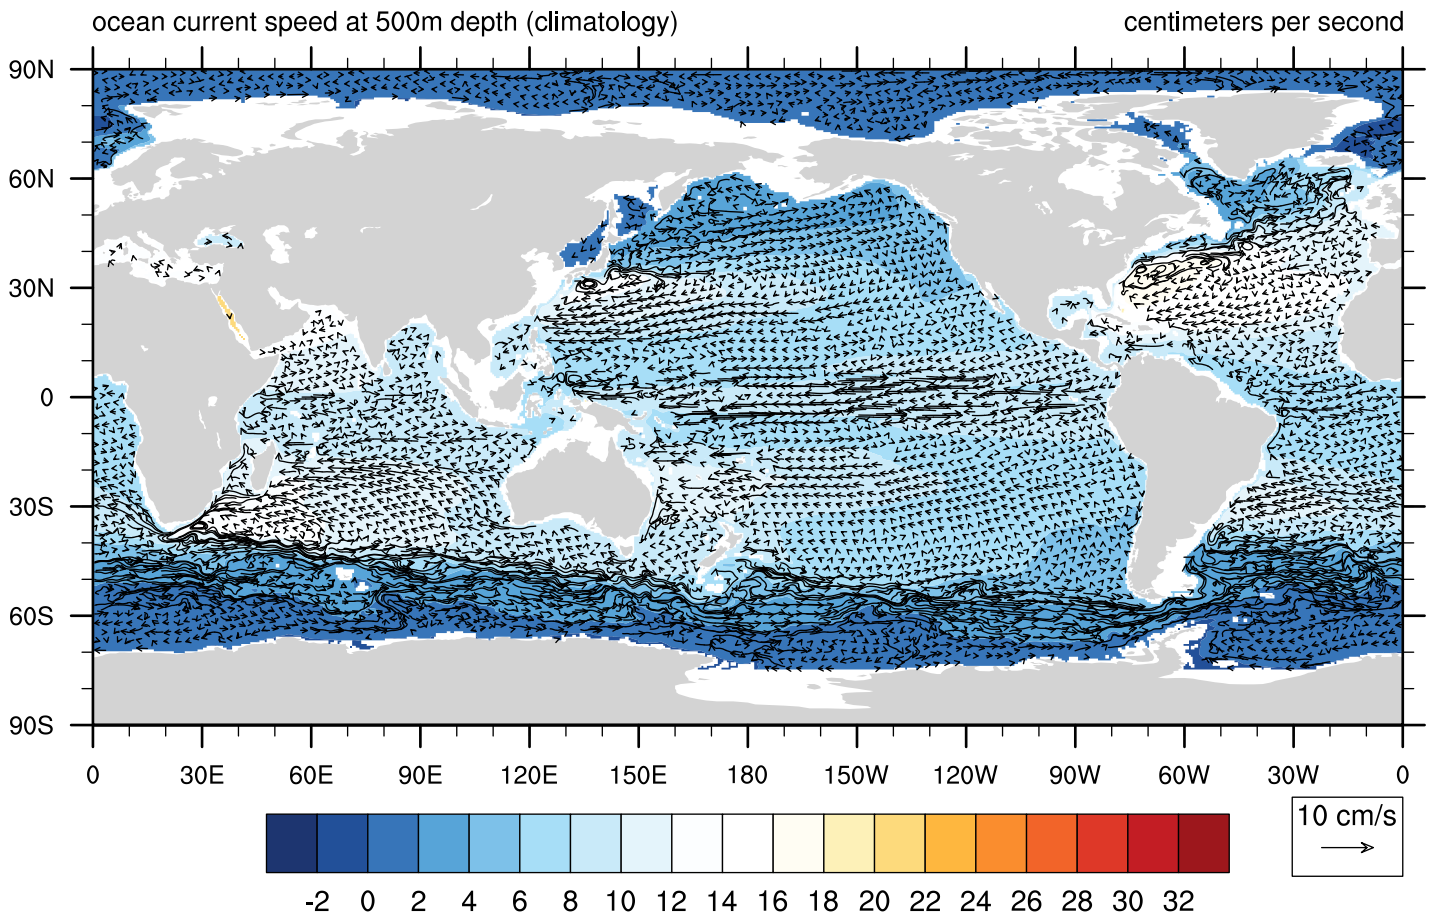 ocean current speed at 500m depth (climatology) centimeters per second
90N
60N
30N
0
30S
60S
90S
0 30E 60E 90E 120E 150E 180 150W 120W 90W 60W 30W 0
10 cm/s
-2 0 2 4 6 8 10 12 14 16 18 20 22 24 26 28 30 32